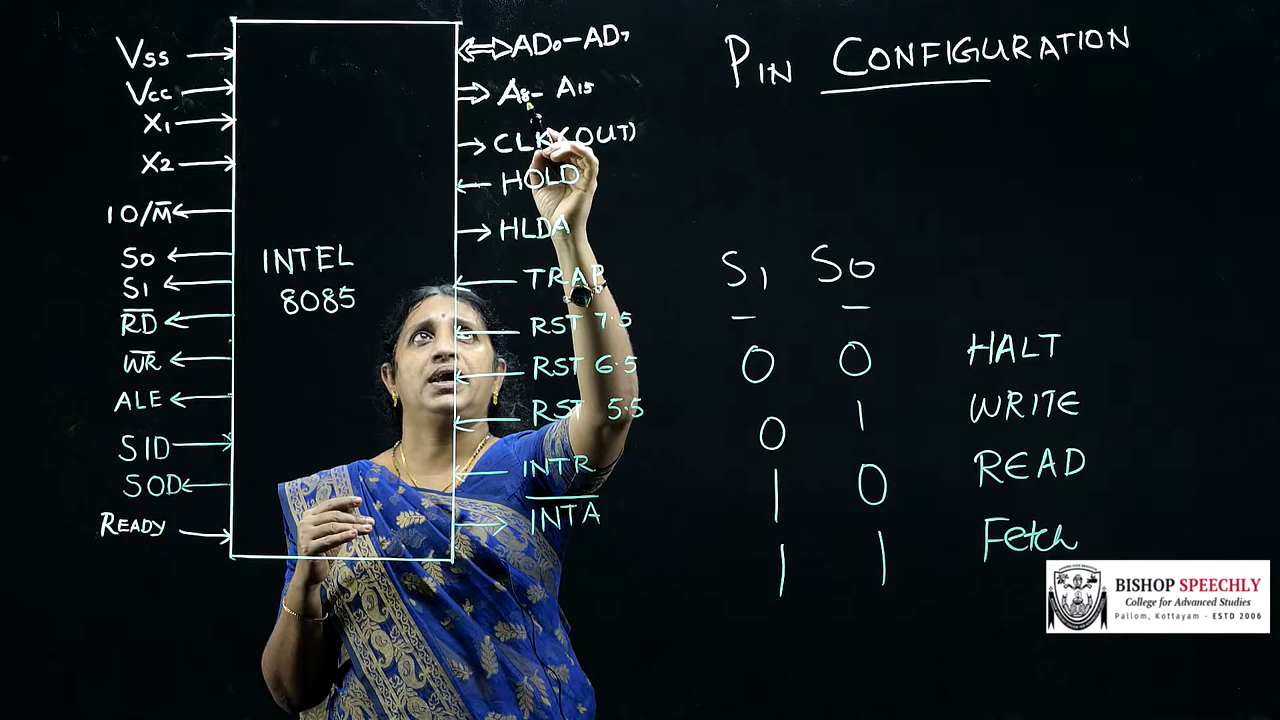 PIN CONFIGURATION
VSS
VCC
X1
X2
IO/M̅
S0
S1
R̅D̅
W̅R̅
ALE
SID
SOD
READY
INTEL
8085
AD0-AD7
A8- A15
CLK(OUT)
HOLD
HLDA
TRAP
RST 7.5
RST 6.5
RST 5.5
INTR
I̅N̅T̅A̅
S1 S0
0 0 HALT
0 1 WRITE
1 0 READ
1 1 Fetch
BISHOP SPEECHLY
College for Advanced Studies
Pallom, Kottayam - ESTD 2006